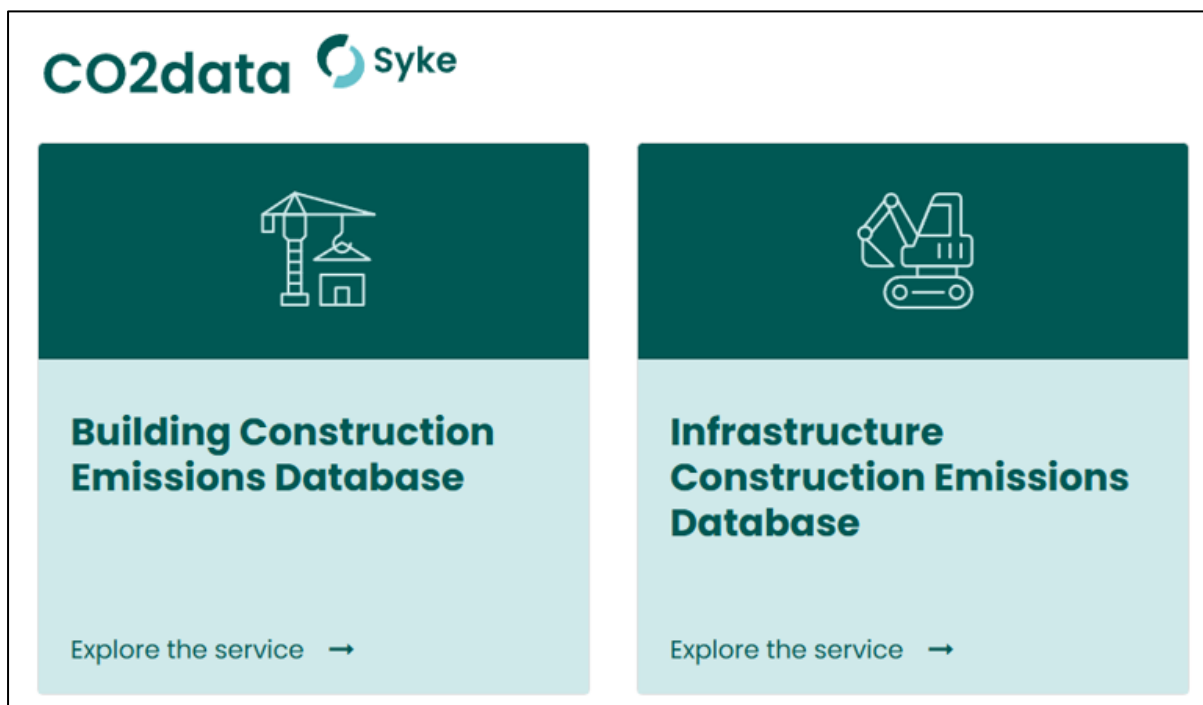 CO2data Syke
Building Construction
Emissions Database
Explore the service →
Infrastructure
Construction Emissions
Database
Explore the service →